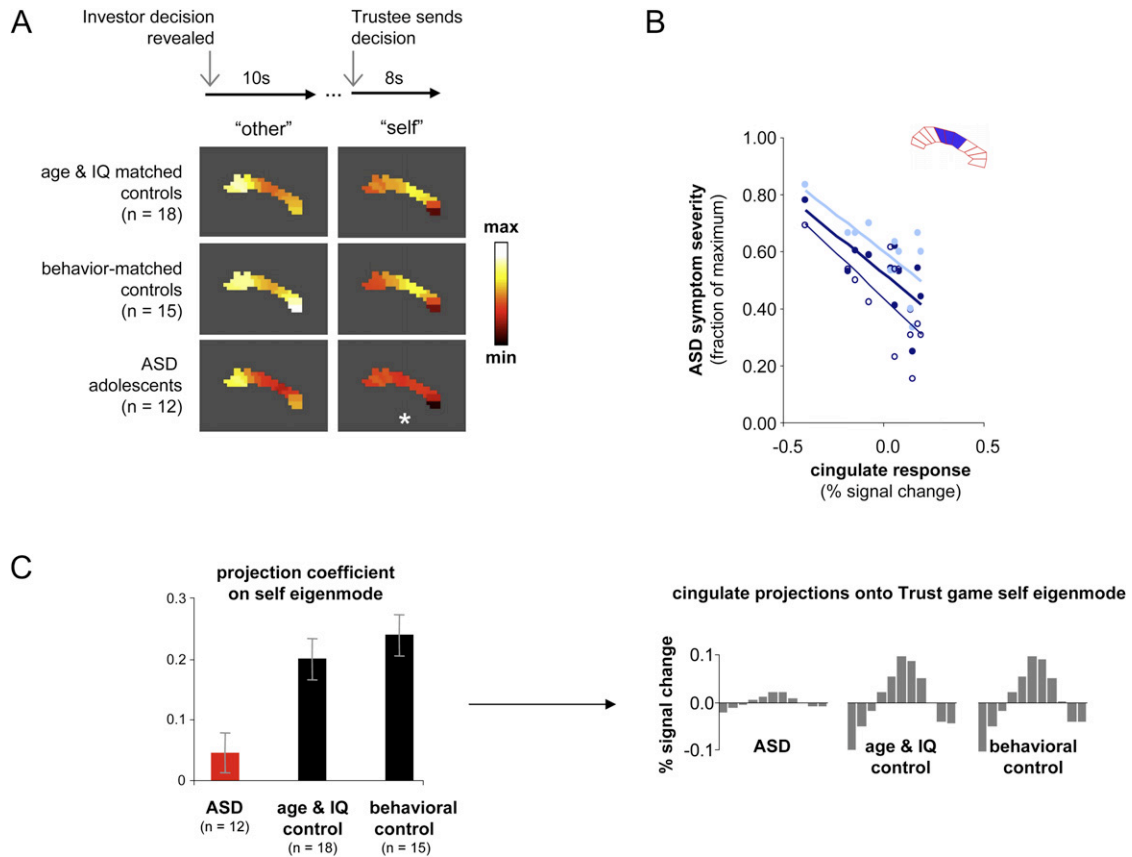 A
Investor decision
revealed
Trustee sends
decision
10s
...
8s
“other”
“self”
age & IQ matched
controls
(n = 18)
behavior-matched
controls
(n = 15)
ASD
adolescents
(n = 12)
*
max
min
B
ASD symptom severity
(fraction of maximum)
1.00
0.80
0.60
0.40
0.20
0.00
-0.5
0.0
0.5
cingulate response
(% signal change)
C
projection coefficient
on self eigenmode
0.3
0.2
0.1
0
ASD
(n = 12)
age & IQ
control
(n = 18)
behavioral
control
(n = 15)
cingulate projections onto Trust game self eigenmode
% signal change
0.1
0.0
-0.1
ASD
age & IQ
control
behavioral
control